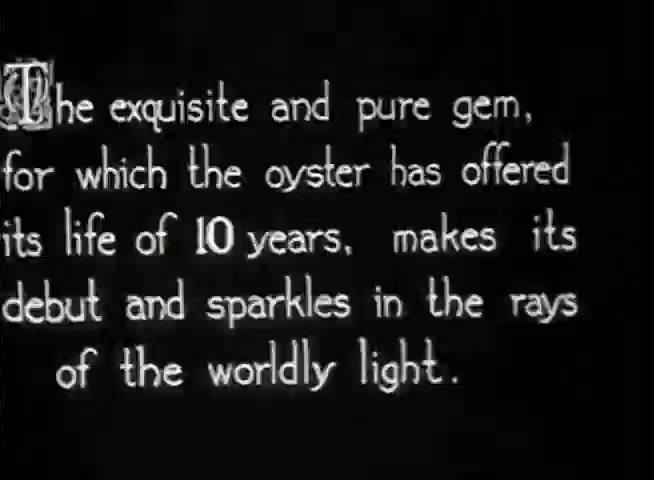 The exquisite and pure gem,
for which the oyster has offered
its life of 10 years, makes its
debut and sparkles in the rays
of the worldly light.